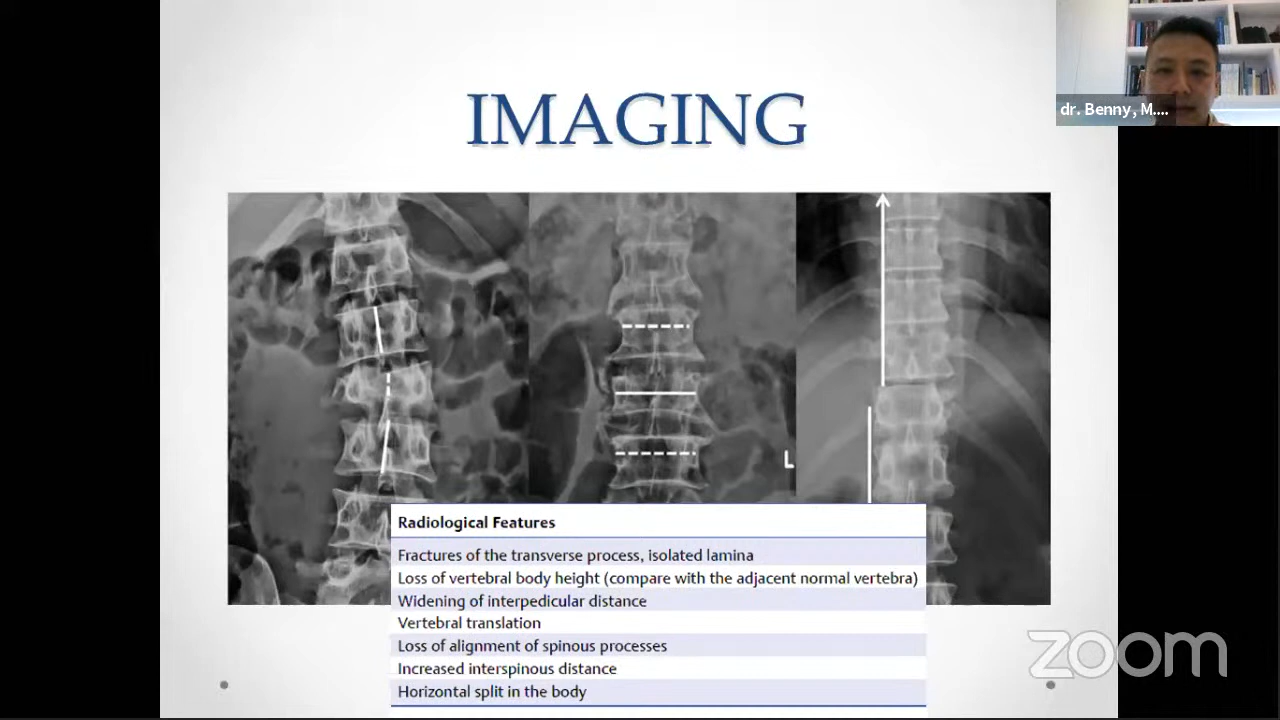 dr. Benny, M....
IMAGING
L
Radiological Features
Fractures of the transverse process, isolated lamina
Loss of vertebral body height (compare with the adjacent normal vertebra)
Widening of interpedicular distance
Vertebral translation
Loss of alignment of spinous processes
Increased interspinous distance
Horizontal split in the body
zoom